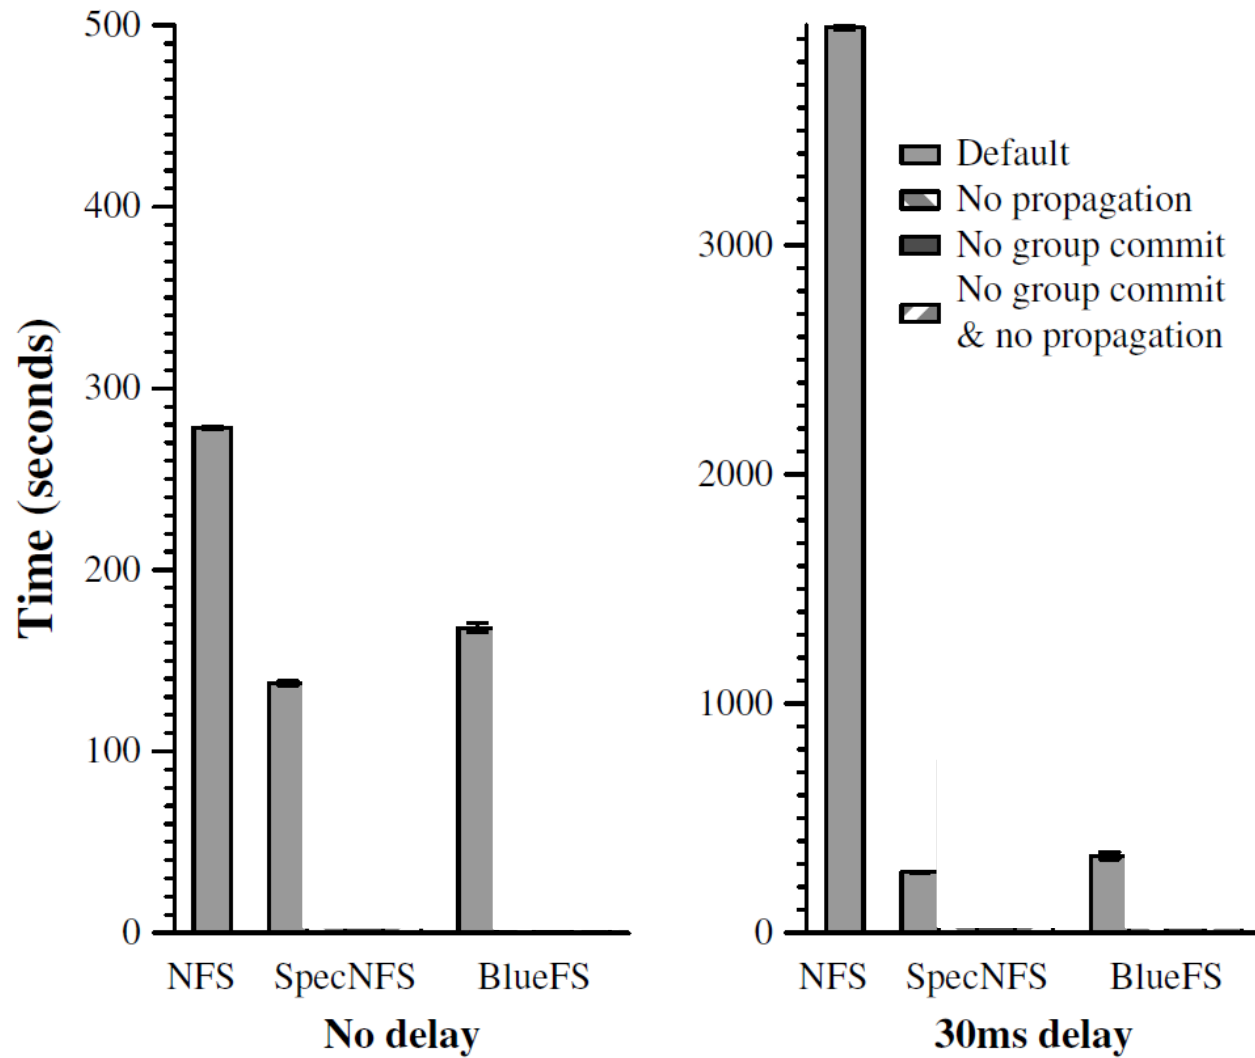 Time (seconds)
500
400
300
200
100
0
NFS SpecNFS BlueFS
No delay
3000
2000
1000
0
Default
No propagation
No group commit
No group commit
& no propagation
NFS SpecNFS BlueFS
30ms delay